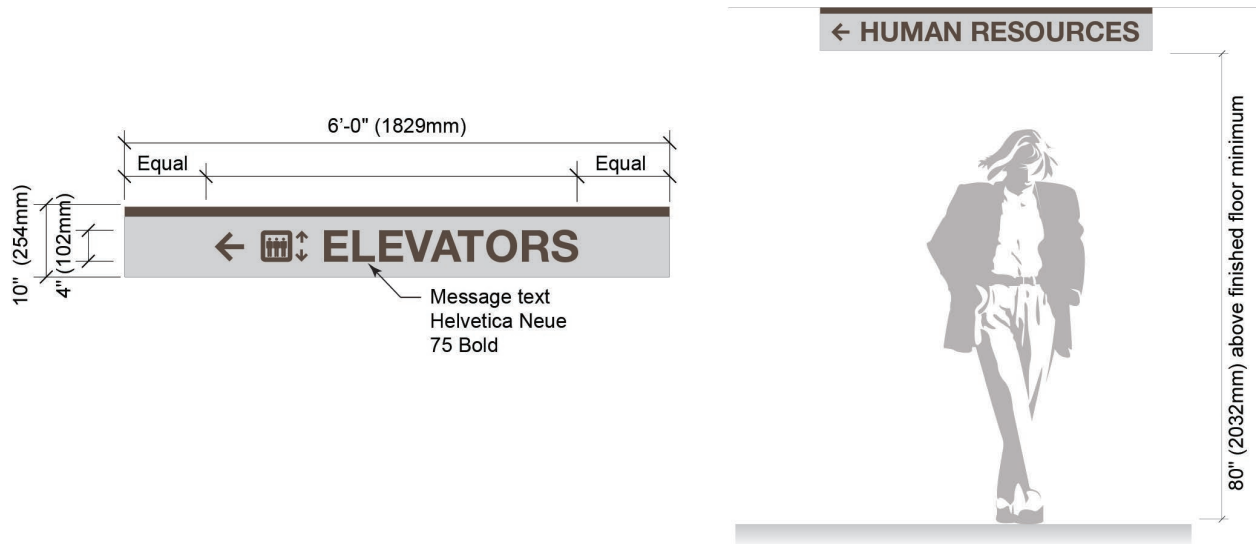 6’-0" (1829mm)
Equal
Equal
10" (254mm)
4" (102mm)
← ELEVATORS
Message text
Helvetica Neue
75 Bold
← HUMAN RESOURCES
80" (2032mm) above finished floor minimum